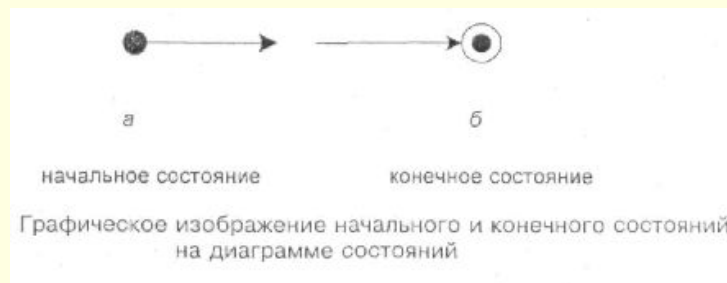 а
б
начальное состояние
конечное состояние
Графическое изображение начального и конечного состояний
на диаграмме состояний